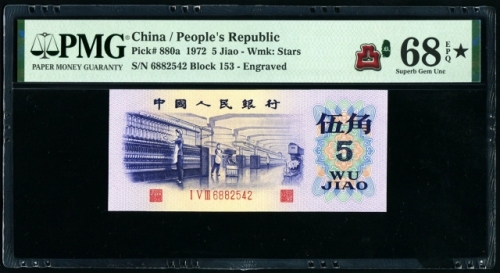 PMG
PAPER MONEY GUARANTY
China / People's Republic
Pick# 880a 1972 5 Jiao - Wmk: Stars
S/N 6882542 Block 153 - Engraved
68 EPQ ★
Superb Gem Unc
中國人民銀行
伍角
5
WU
JIAO
I V III 6882542